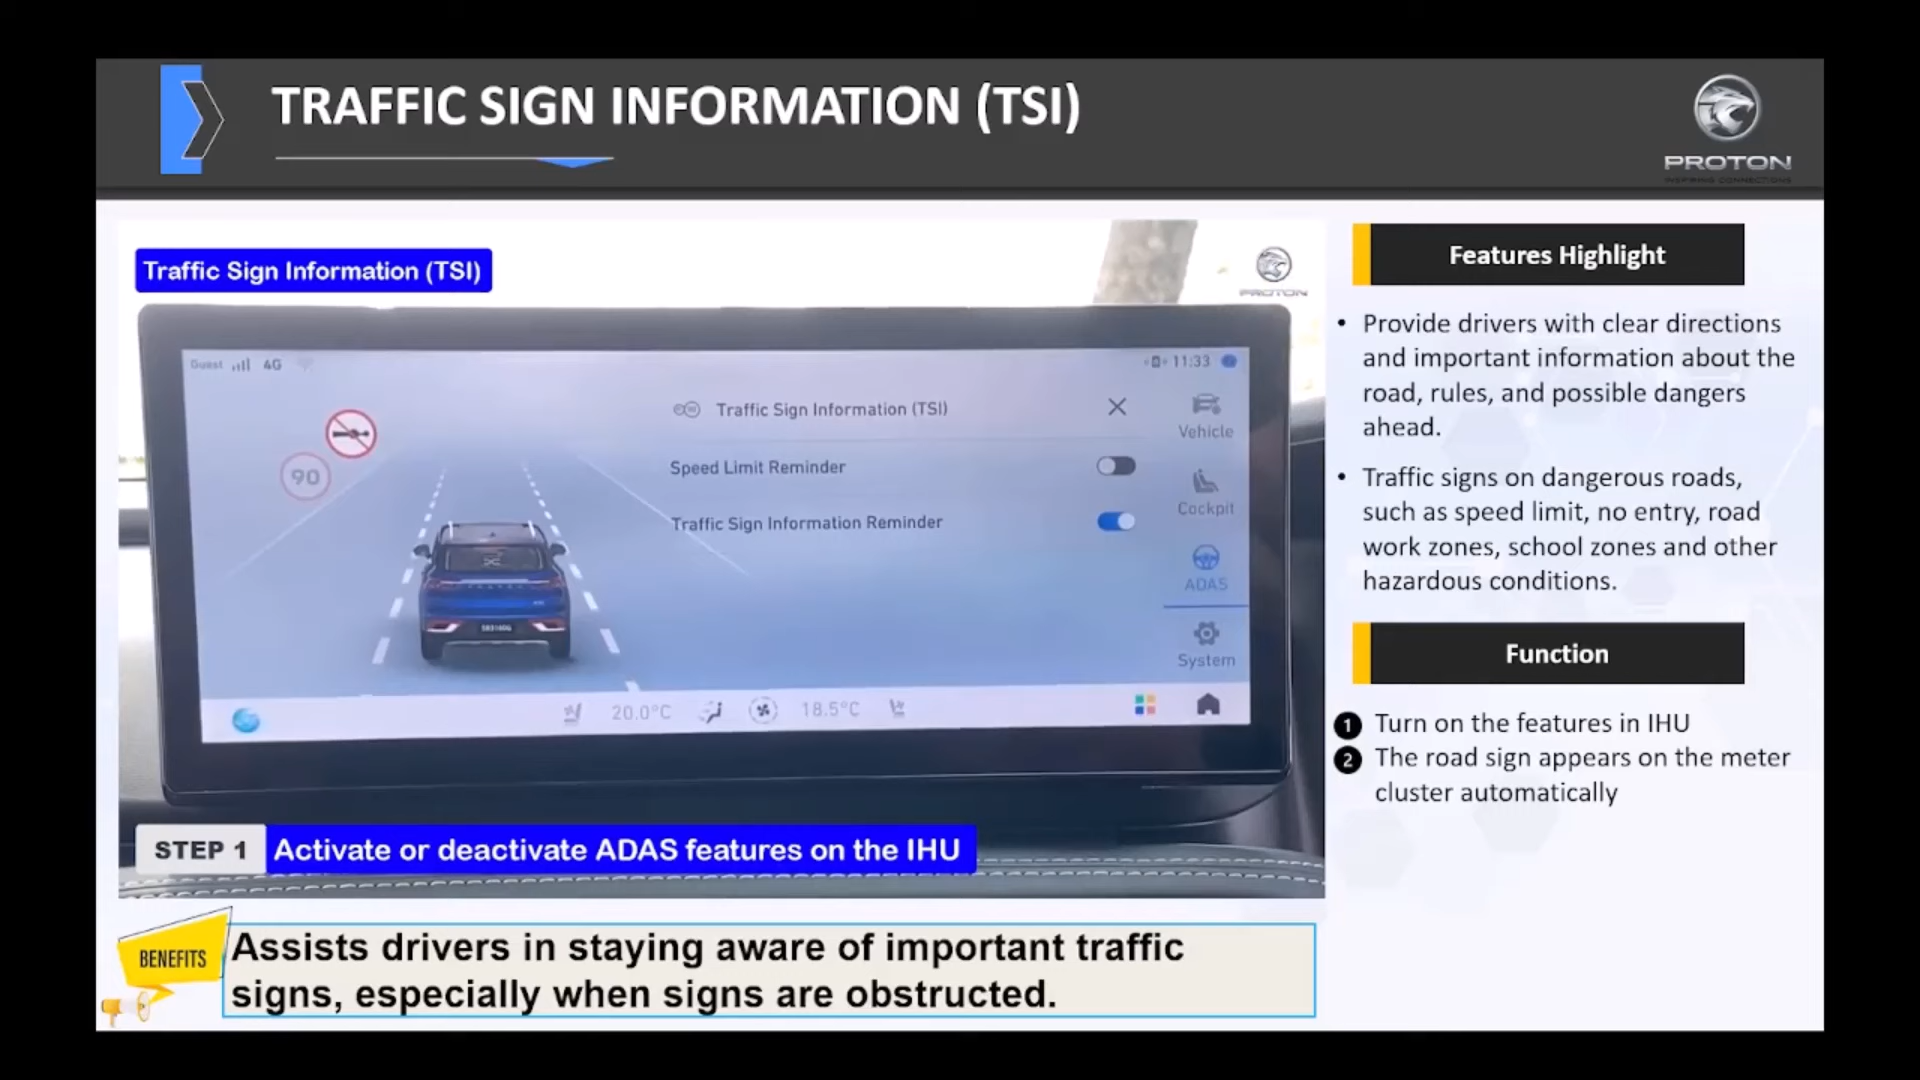 TRAFFIC SIGN INFORMATION (TSI)
PROTON
INSPIRING CONNECTIONS
Traffic Sign Information (TSI)
PROTON
Guest 4G
11:33
90
Traffic Sign Information (TSI)
Speed Limit Reminder
Traffic Sign Information Reminder
Vehicle
Cockpit
ADAS
System
20.0°C
18.5°C
STEP 1 Activate or deactivate ADAS features on the IHU
BENEFITS
Assists drivers in staying aware of important traffic
signs, especially when signs are obstructed.
Features Highlight
• Provide drivers with clear directions
and important information about the
road, rules, and possible dangers
ahead.
• Traffic signs on dangerous roads,
such as speed limit, no entry, road
work zones, school zones and other
hazardous conditions.
Function
1 Turn on the features in IHU
2 The road sign appears on the meter
cluster automatically